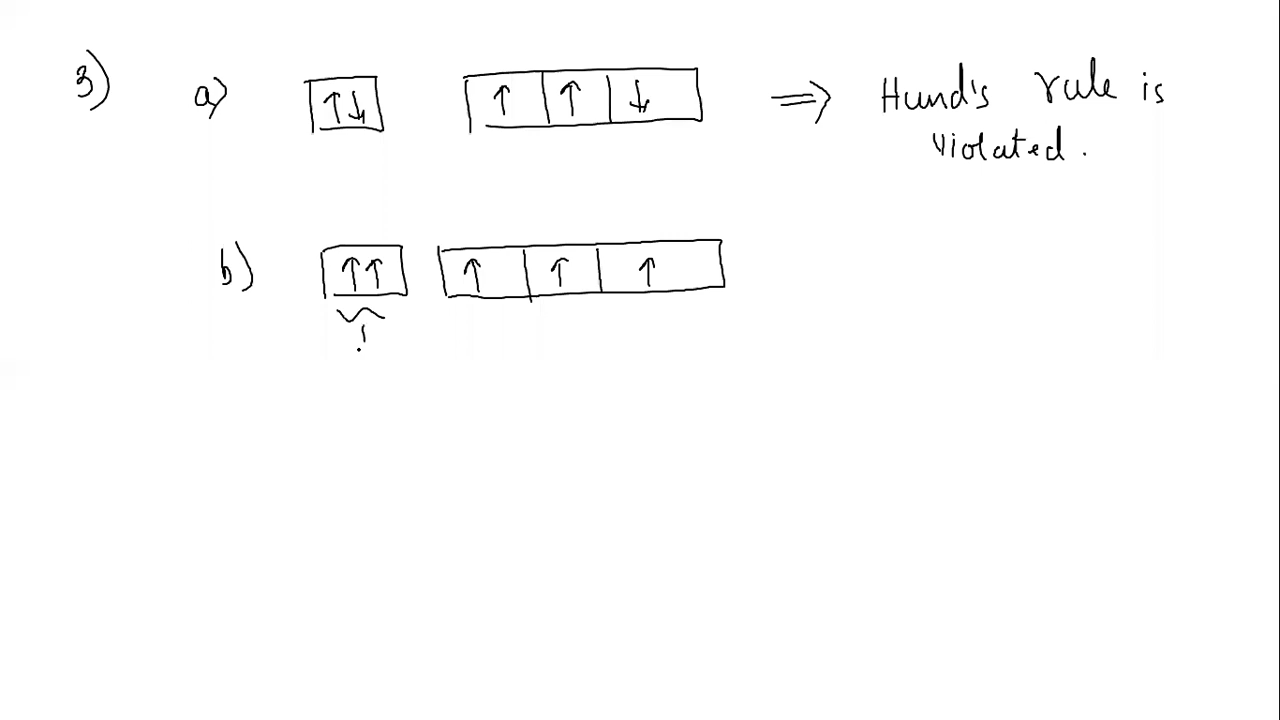 3) a) ↑↓ ↑ ↑ ↓ ⇒ Hund's rule is
violated.
b) ↑↑ ↑ ↑ ↑
!